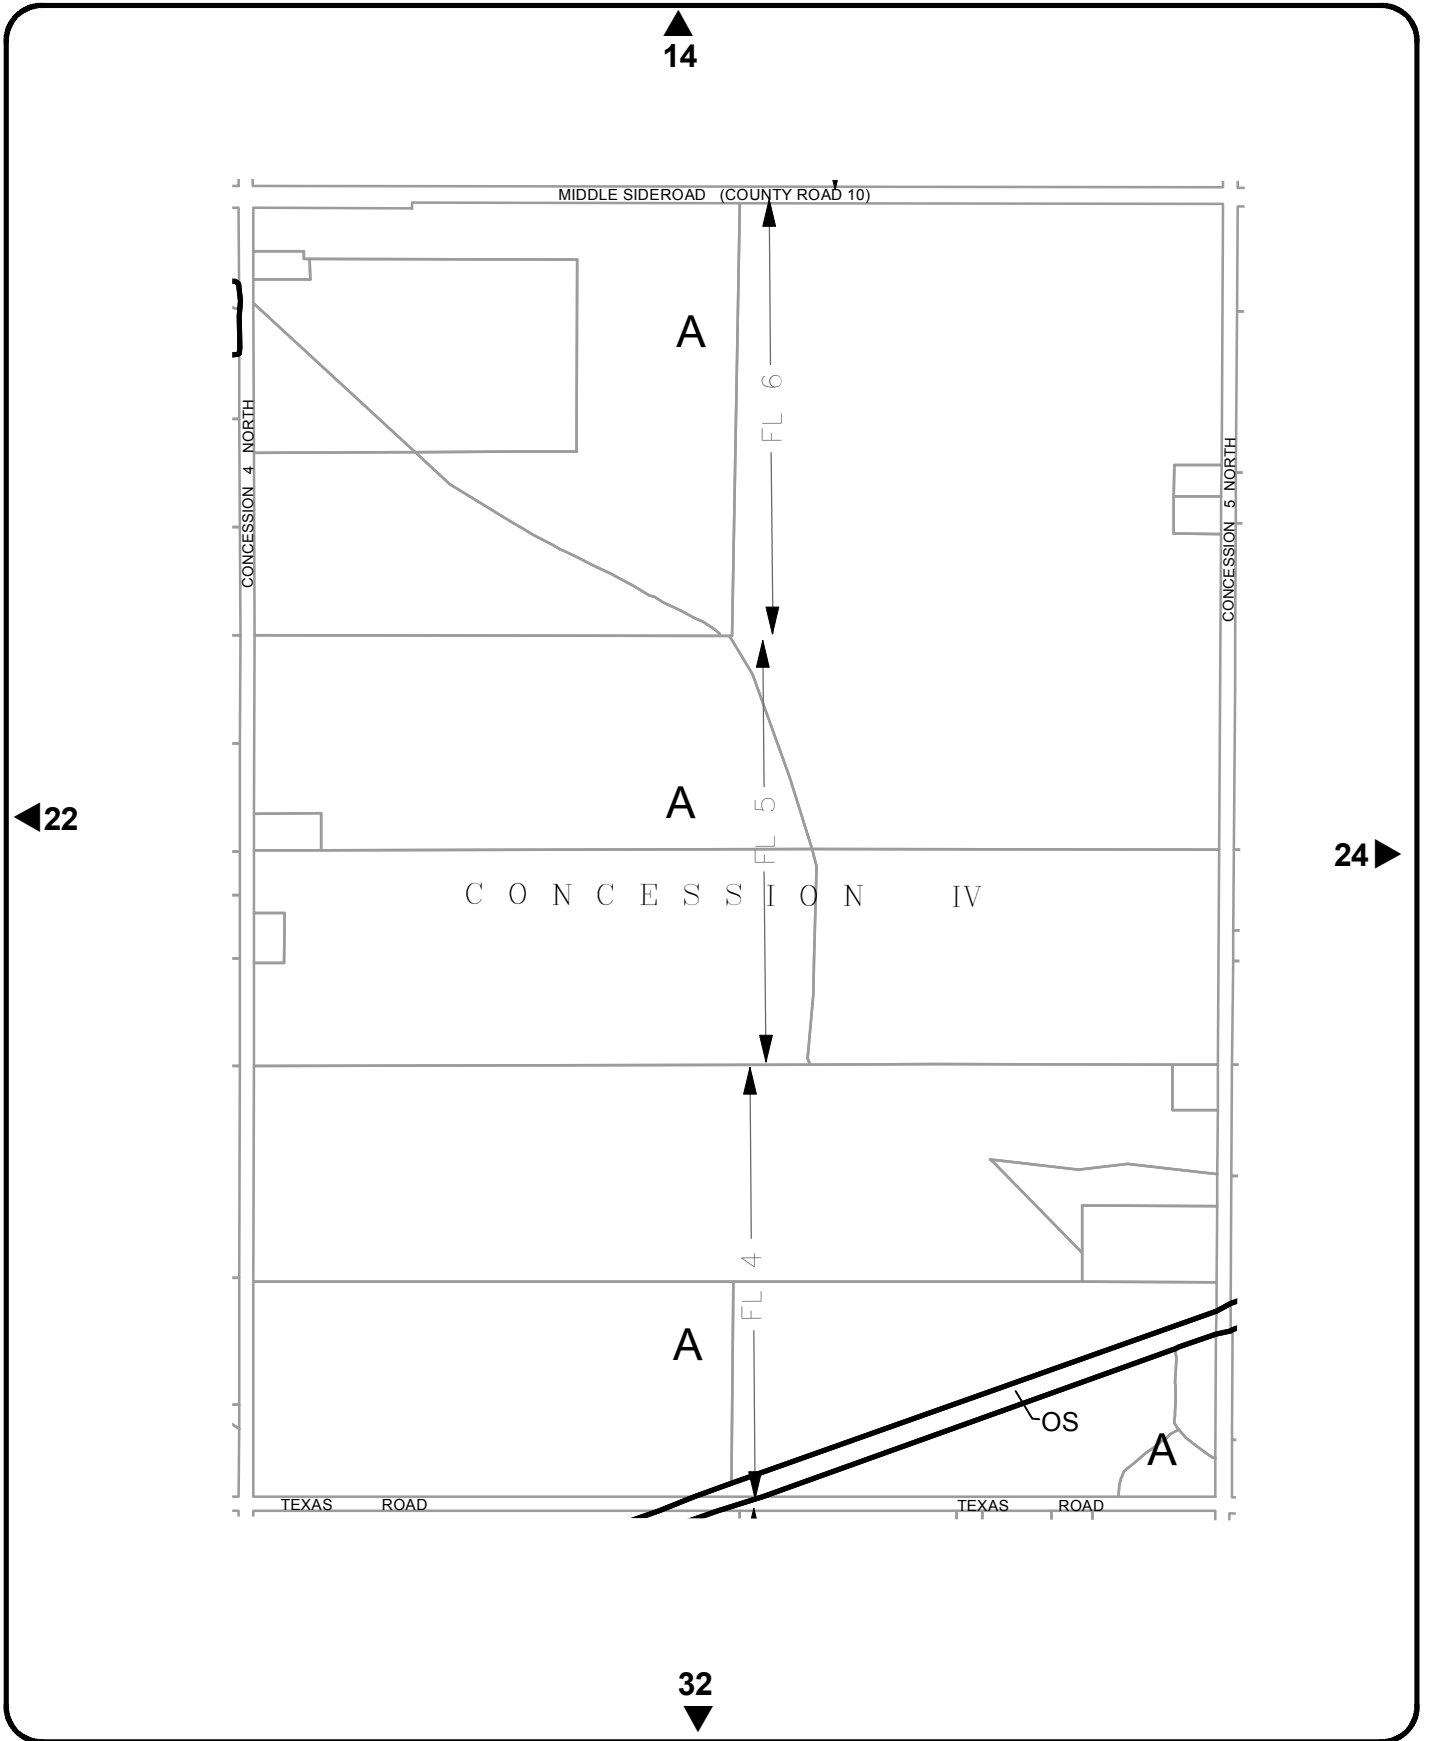 14
MIDDLE SIDEROAD (COUNTY ROAD 10)
A
FL 6
CONCESSION 4 NORTH
CONCESSION 5 NORTH
A
FL 5
22
24
CONCESSION IV
FL 4
A
OS
A
TEXAS ROAD
TEXAS ROAD
32